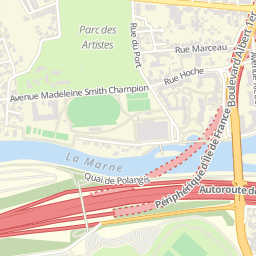 Parc des
Artistes
Rue du Port
Rue Marceau
Rue Hoche
Avenue Madeleine Smith Champion
Boulevard Albert 1er
La Marne
Quai de Polangis
Périphérique d'Île de France
Autoroute de